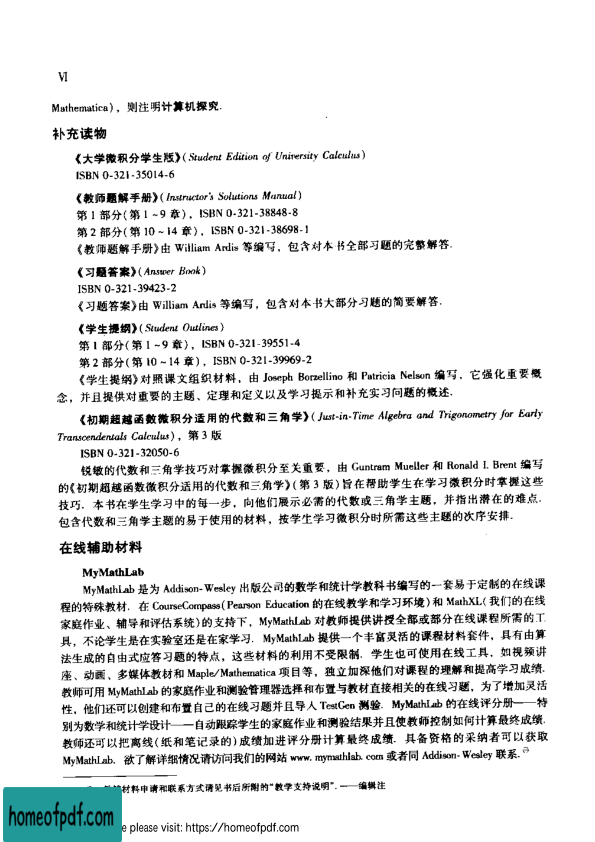 Ⅵ
Mathematica)，则注明计算机探究.
补充读物
《大学微积分学生版》(Student Edition of University Calculus)
ISBN 0-321-35014-6
《教师题解手册》(Instructor's Solutions Manual)
第 1 部分(第 1 ~ 9 章)，ISBN 0-321-38848-8
第 2 部分(第 10 ~ 14 章)，ISBN 0-321-38698-1
《教师题解手册》由 William Ardis 等编写，包含对本书全部习题的完整解答.
《习题答案》(Answer Book)
ISBN 0-321-39423-2
《习题答案》由 William Ardis 等编写，包含对本书大部分习题的简要解答.
《学生提纲》(Student Outlines)
第 1 部分(第 1 ~ 9 章)，ISBN 0-321-39551-4
第 2 部分(第 10 ~ 14 章)，ISBN 0-321-39969-2
《学生提纲》对照课文组织材料，由 Joseph Borzellino 和 Patricia Nelson 编写，它强化重要概
念，并且提供对重要的主题、定理和定义以及学习提示和补充实习问题的概述.
《初期超越函数微积分适用的代数和三角学》(Just-in-Time Algebra and Trigonometry for Early
Transcendentals Calculus)，第 3 版
ISBN 0-321-32050-6
锐敏的代数和三角学技巧对掌握微积分至关重要，由 Guntram Mueller 和 Ronald I. Brent 编写
的《初期超越函数微积分适用的代数和三角学》(第 3 版)旨在帮助学生在学习微积分时掌握这些
技巧. 本书在学生学习中的每一步，向他们展示必需的代数或三角学主题，并指出潜在的难点.
包含代数和三角学主题的易于使用的材料，按学生学习微积分时所需这些主题的次序安排.
在线辅助材料
MyMathLab
MyMathLab 是为 Addison-Wesley 出版公司的数学和统计学教科书编写的一套易于定制的在线课
程的特殊教材. 在 CourseCompass(Pearson Education 的在线教学和学习环境)和 MathXL(我们的在线
家庭作业、辅导和评估系统)的支持下，MyMathLab 对教师提供讲授全部或部分在线课程所需的工
具，不论学生是在实验室还是在家学习. MyMathLab 提供一个丰富灵活的课程材料套件，具有由算
法生成的自由式应答习题的特点，这些材料的利用不受限制. 学生也可使用在线工具，如视频讲
座、动画、多媒体教材和 Maple/Mathematica 项目等，独立加深他们对课程的理解和提高学习成绩.
教师可用 MyMathLab 的家庭作业和测验管理器选择和布置与教材直接相关的在线习题，为了增加灵活
性，他们还可以创建和布置自己的在线习题并且导人 TestGen 测验. MyMathLab 的在线评分册——特
别为数学和统计学设计——自动跟踪学生的家庭作业和测验结果并且使教师控制如何计算最终成绩.
教师还可以把离线(纸和笔记录的)成绩加进评分册计算最终成绩. 具备资格的采纳者可以获取
MyMathLab. 欲了解详细情况请访问我们的网站 www.mymathlab.com 或者同 Addison-Wesley 联系.㊀
材料申请和联系方式请见书后所附的“教学支持说明”. ——编辑注
homeofpdf.com
e please visit: https://homeofpdf.com